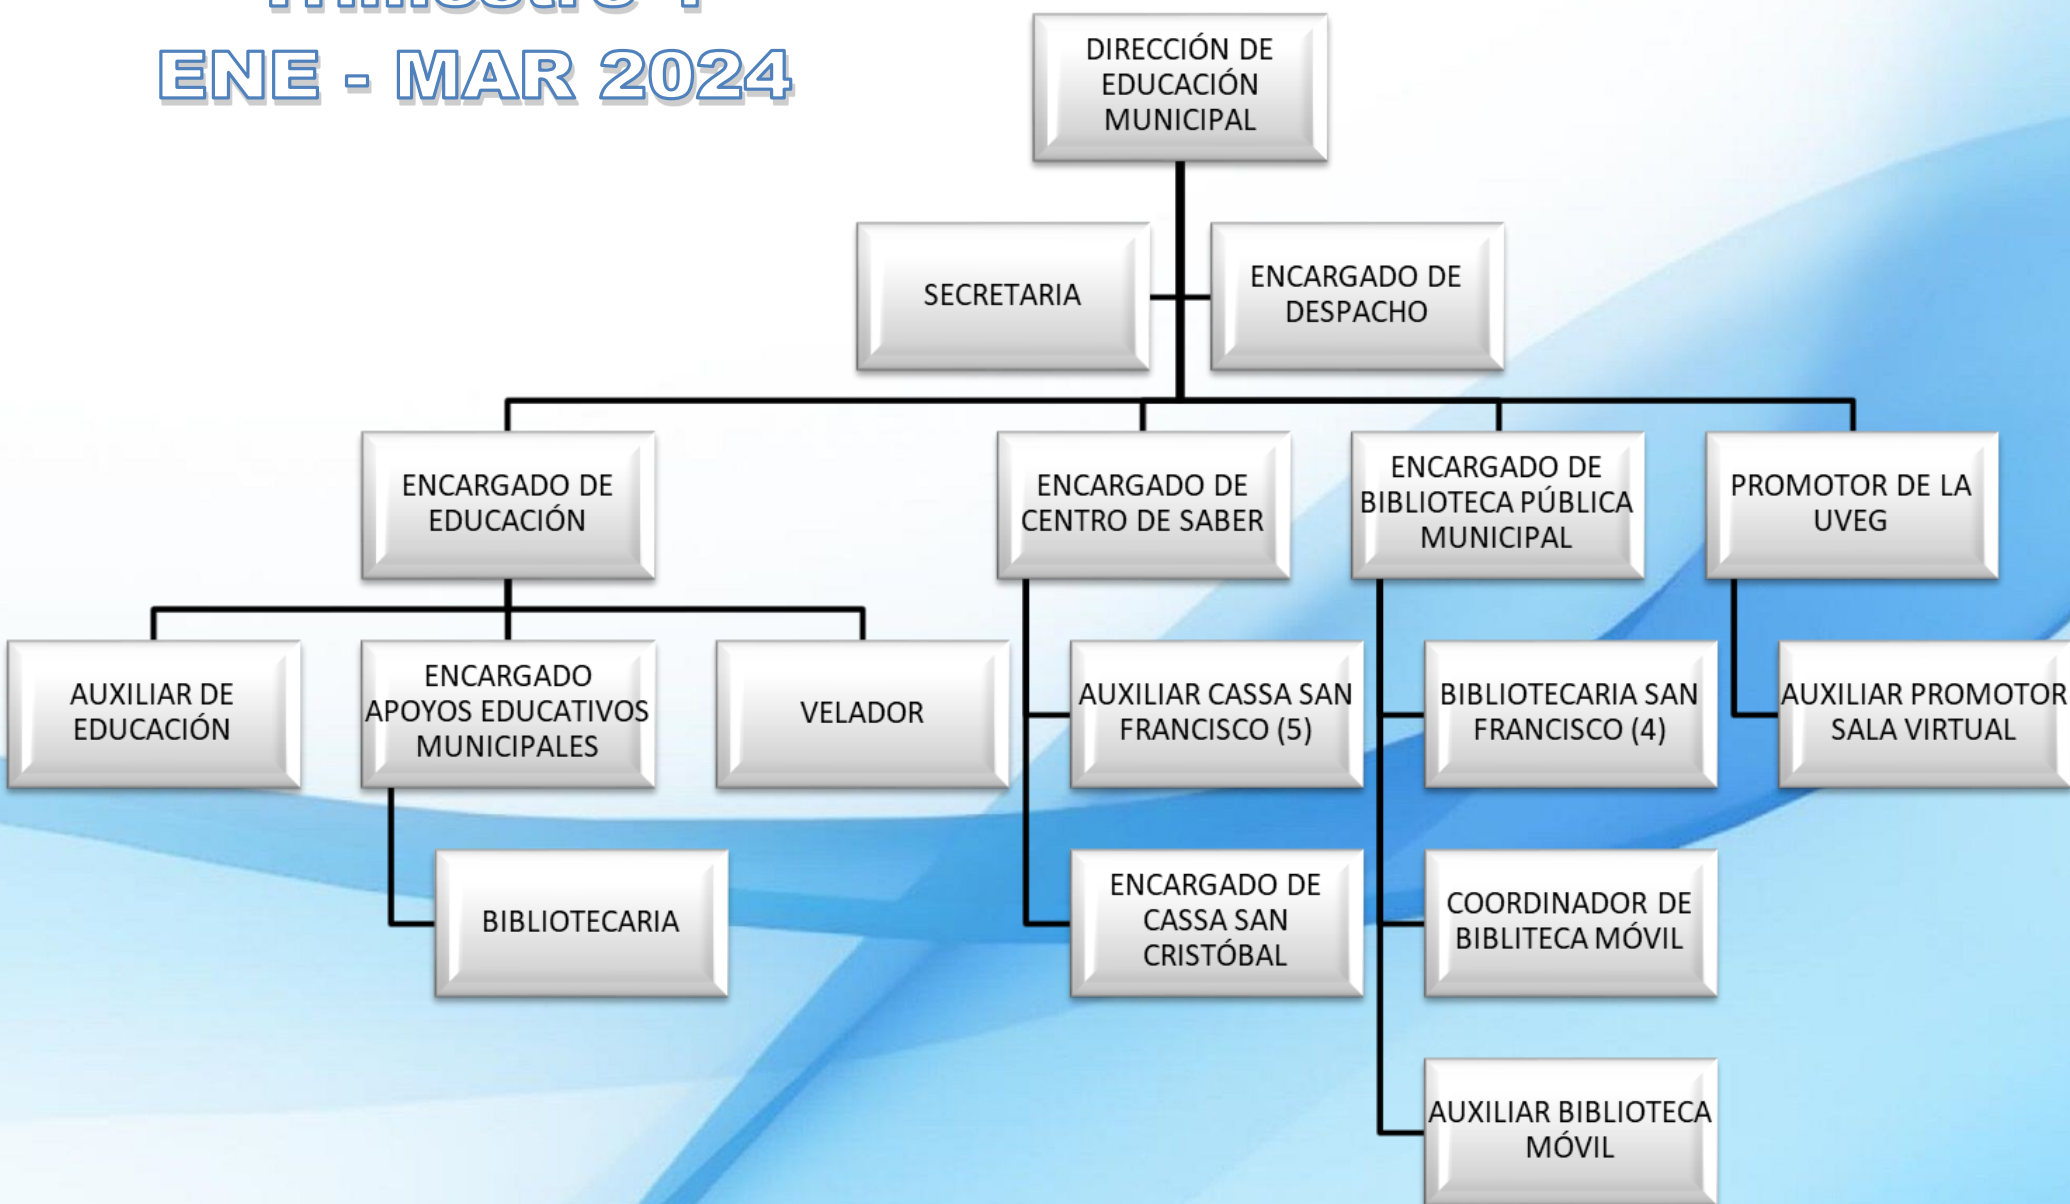 ENE - MAR 2024
DIRECCIÓN DE
EDUCACIÓN
MUNICIPAL
SECRETARIA
ENCARGADO DE
DESPACHO
ENCARGADO DE
EDUCACIÓN
ENCARGADO DE
CENTRO DE SABER
ENCARGADO DE
BIBLIOTECA PÚBLICA
MUNICIPAL
PROMOTOR DE LA
UVEG
AUXILIAR DE
EDUCACIÓN
ENCARGADO
APOYOS EDUCATIVOS
MUNICIPALES
VELADOR
AUXILIAR CASSA SAN
FRANCISCO (5)
BIBLIOTECARIA SAN
FRANCISCO (4)
AUXILIAR PROMOTOR
SALA VIRTUAL
BIBLIOTECARIA
ENCARGADO DE
CASSA SAN
CRISTÓBAL
COORDINADOR DE
BIBLITECA MÓVIL
AUXILIAR BIBLIOTECA
MÓVIL